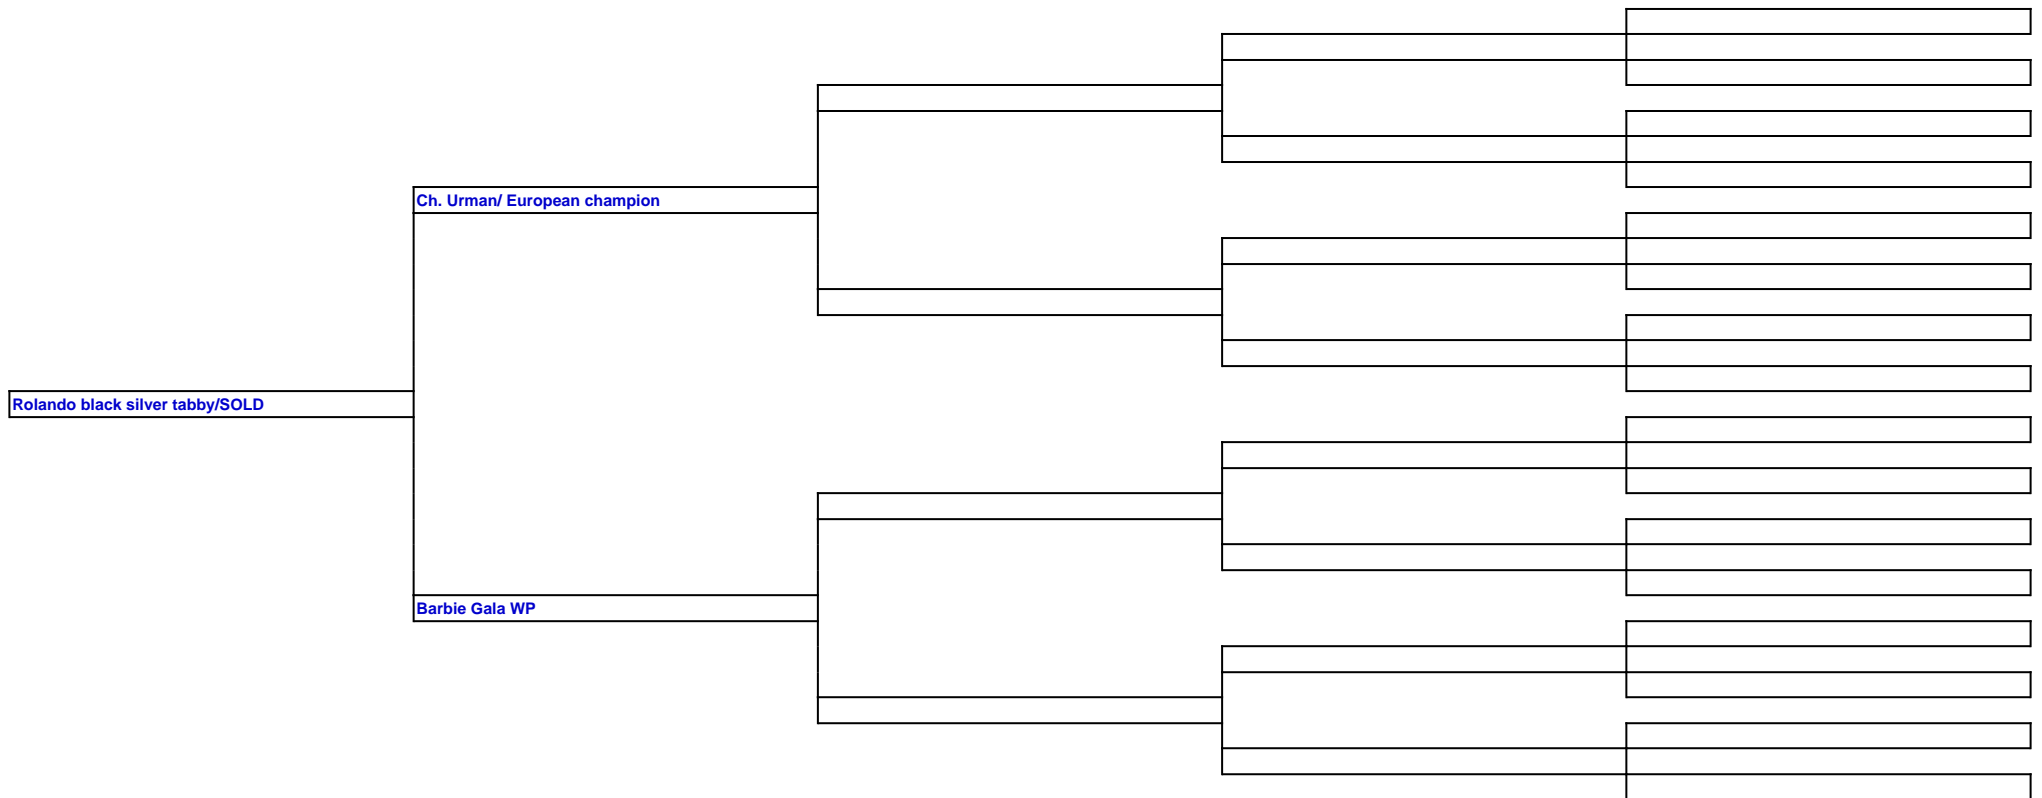 Ch. Urman/ European champion
Rolando black silver tabby/SOLD
Barbie Gala WP